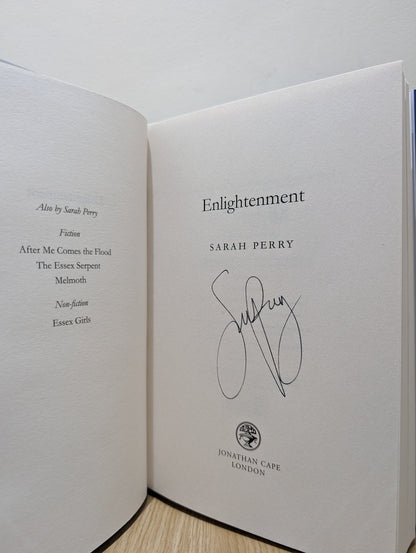 Also by Sarah Perry
Fiction
After Me Comes the Flood
The Essex Serpent
Melmoth
Non-fiction
Essex Girls
Enlightenment
SARAH PERRY
JONATHAN CAPE
LONDON